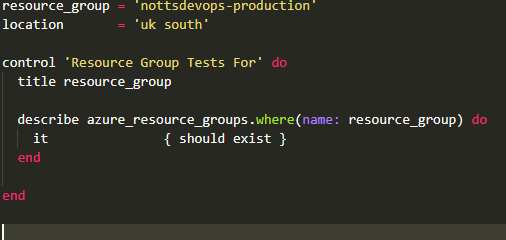 resource_group = 'nottsdevops-production'
location       = 'uk south'
control 'Resource Group Tests For' do
  title resource_group
  describe azure_resource_groups.where(name: resource_group) do
    it              { should exist }
  end
end